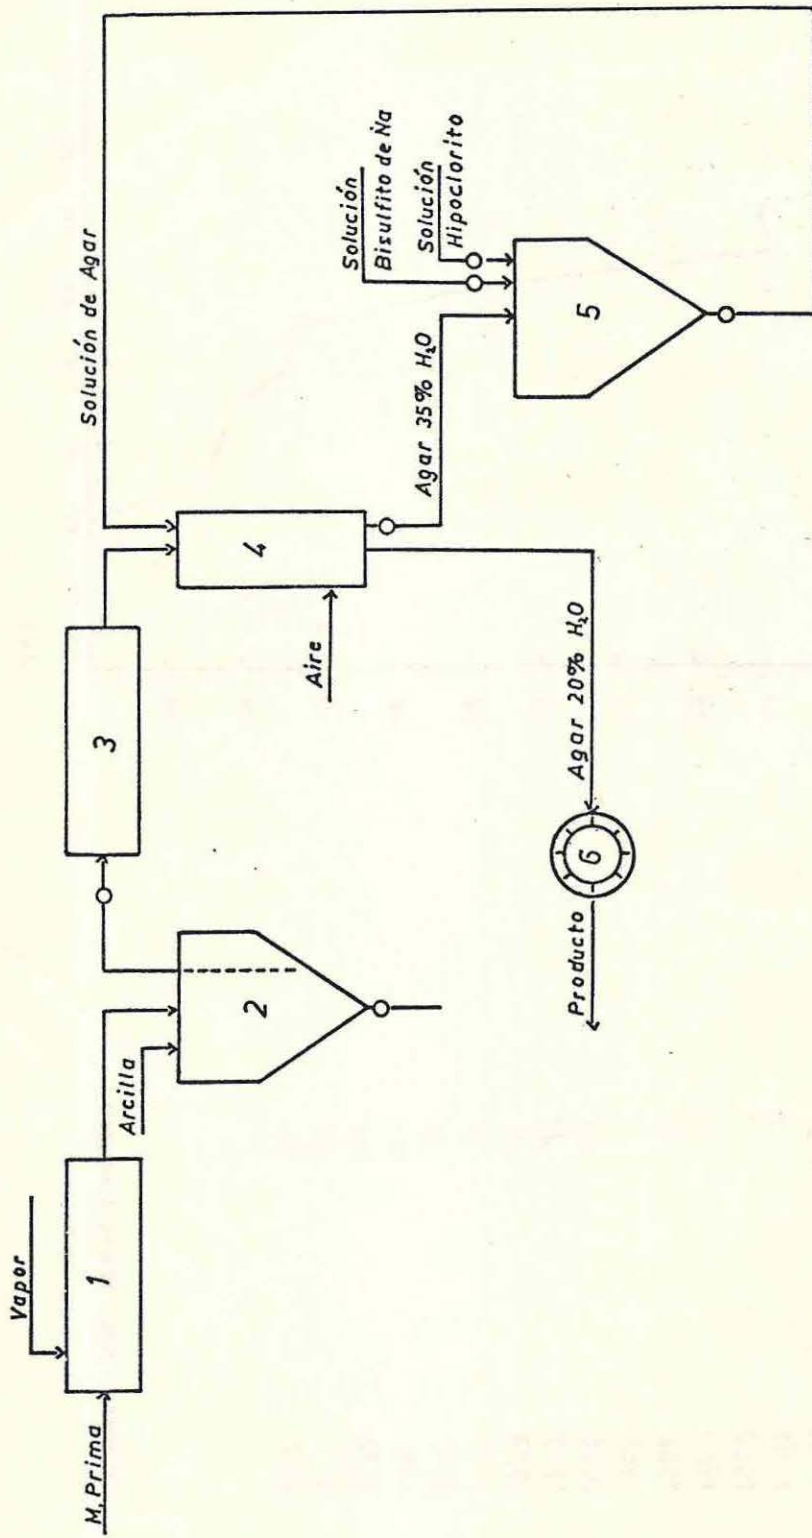 M. Prima
Vapor
1
Arcilla
2
3
Solución de Agar
Aire
4
Agar 35% H₂O
Solución
Bisulfito de Na
Solución
Hipoclorito
5
Agar 20% H₂O
6
Producto